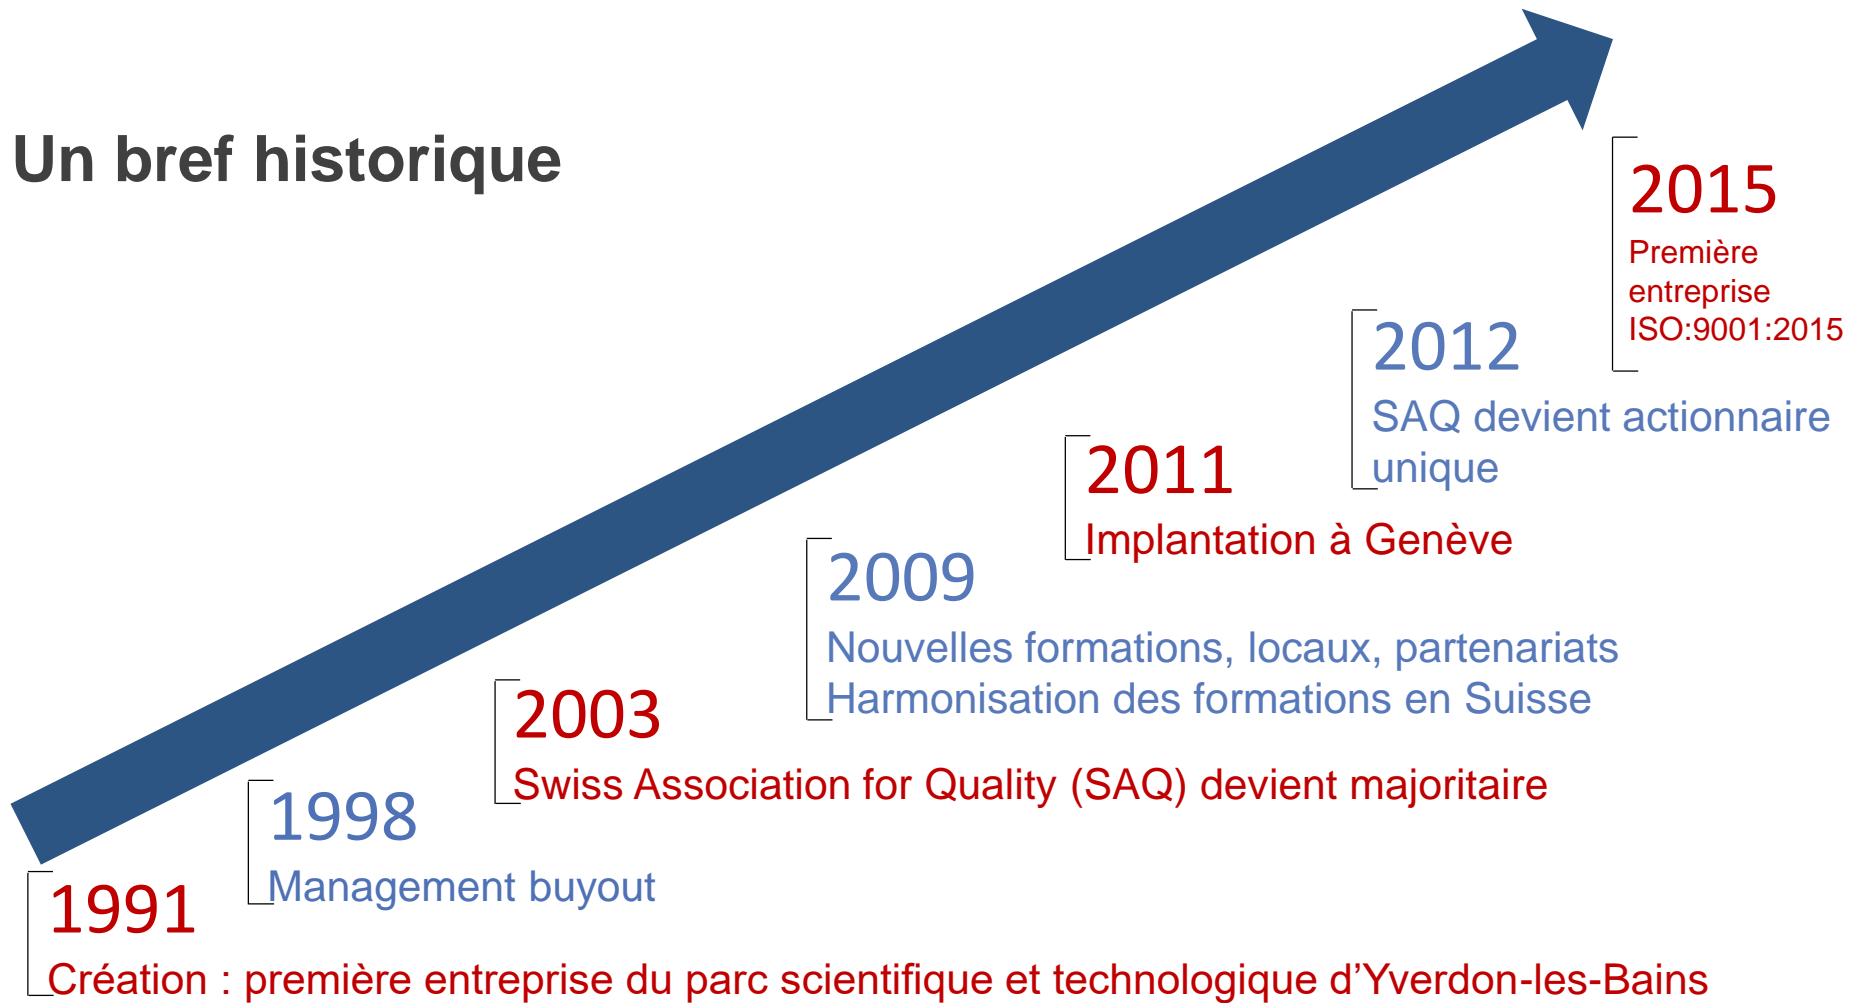 Un bref historique
2015
Première
entreprise
ISO:9001:2015
2012
SAQ devient actionnaire
unique
2011
Implantation à Genève
2009
Nouvelles formations, locaux, partenariats
Harmonisation des formations en Suisse
2003
Swiss Association for Quality (SAQ) devient majoritaire
1998
Management buyout
1991
Création : première entreprise du parc scientifique et technologique d’Yverdon-les-Bains